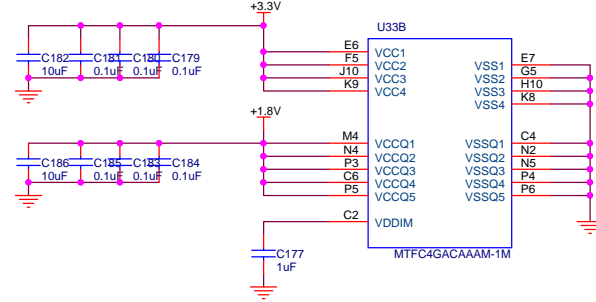 +3.3V
U33B
C182 C181 C180 C179
10uF 0.1uF 0.1uF 0.1uF
E6 VCC1
F5 VCC2
J10 VCC3
K9 VCC4
VSS1 E7
VSS2 G5
VSS3 H10
VSS4 K8
+1.8V
C186 C185 C183 C184
10uF 0.1uF 0.1uF 0.1uF
M4 VCCQ1
N4 VCCQ2
P3 VCCQ3
C6 VCCQ4
P5 VCCQ5
VSSQ1 C4
VSSQ2 N2
VSSQ3 N5
VSSQ4 P4
VSSQ5 P6
C2 VDDIM
C177
1uF
MTFC4GACAAAM-1M